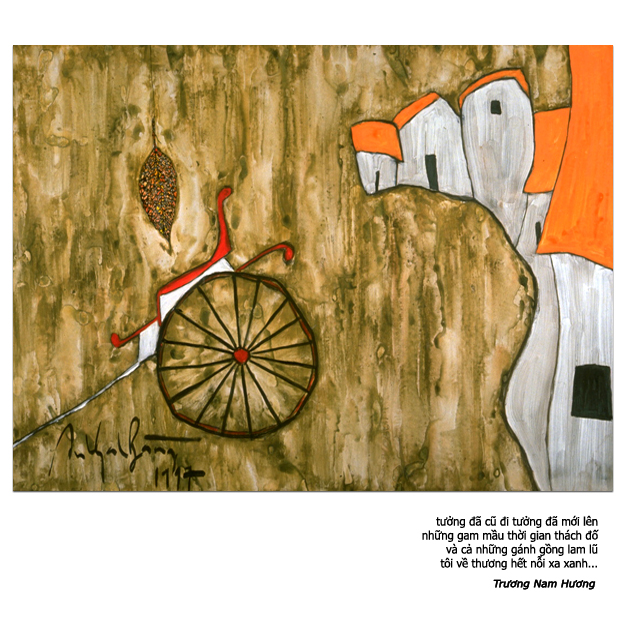 1997
tưởng đã cũ đi tưởng đã mới lên
những gam mầu thời gian thách đố
và cả những gánh gồng lam lũ
tôi về thương hết nỗi xa xanh...
Trương Nam Hương